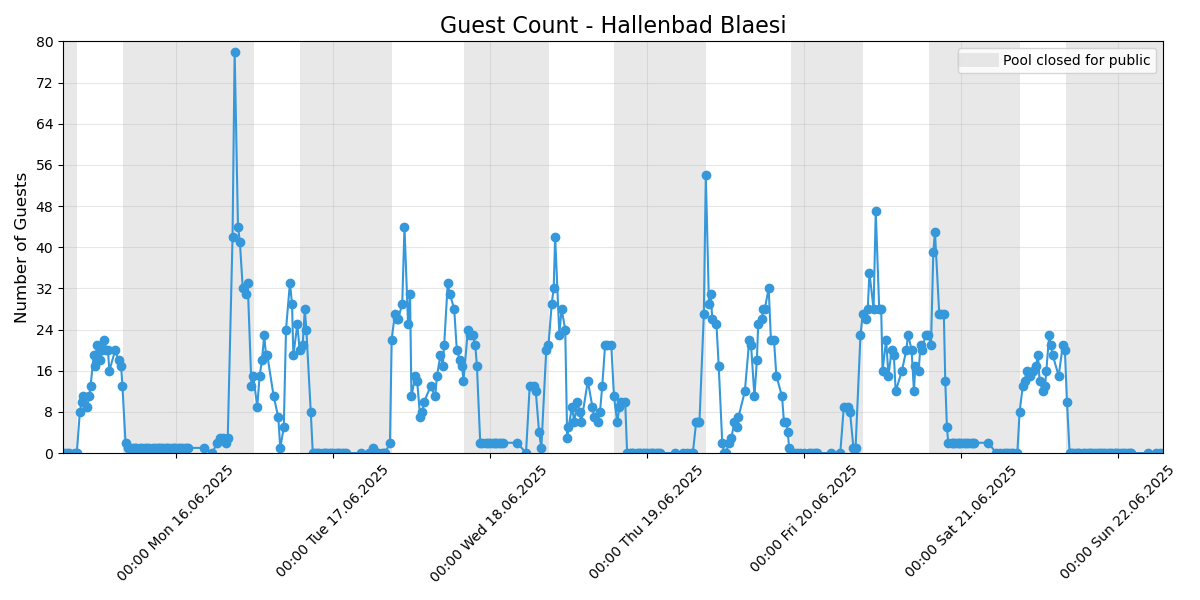 Guest Count - Hallenbad Blaesi
Number of Guests
80
72
64
56
48
40
32
24
16
8
0
Pool closed for public
00:00 Mon 16.06.2025
00:00 Tue 17.06.2025
00:00 Wed 18.06.2025
00:00 Thu 19.06.2025
00:00 Fri 20.06.2025
00:00 Sat 21.06.2025
00:00 Sun 22.06.2025